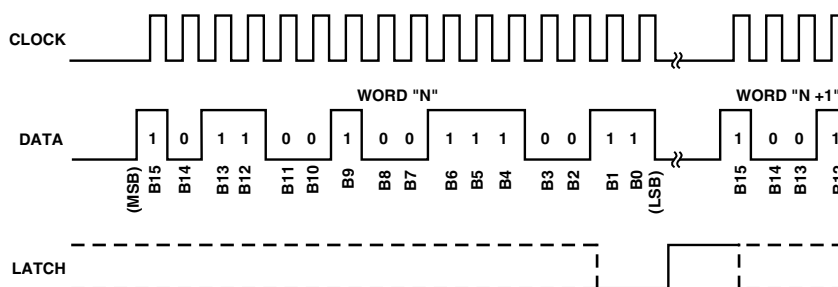 CLOCK
WORD "N" WORD "N +1"
DATA 1 0 1 1 0 0 1 0 0 1 1 1 0 0 1 1 1 0 0 1
(MSB) B15 B14 B13 B12 B11 B10 B9 B8 B7 B6 B5 B4 B3 B2 B1 B0 (LSB) B15 B14 B13 B12
LATCH